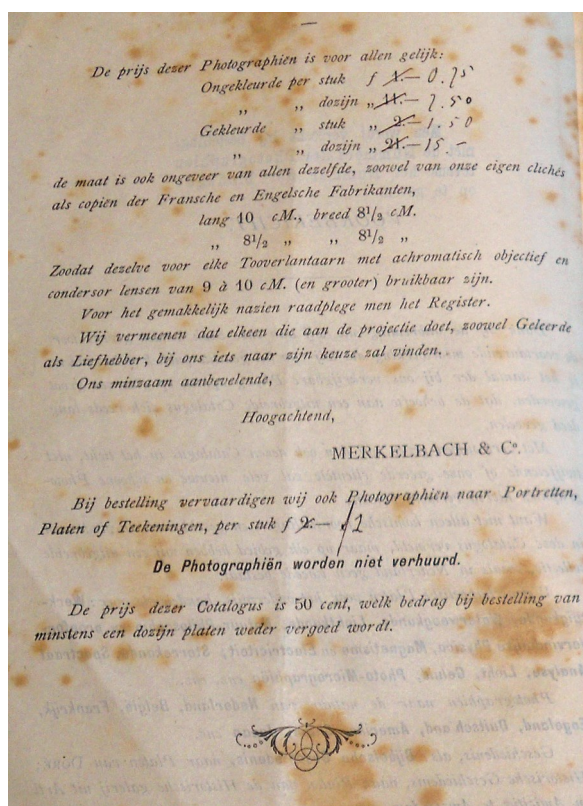 De prijs dezer Photographiën is voor allen gelijk:
Ongekleurde per stuk f 1.— 0.75
„ „ dozijn „ 11.— 7.50
Gekleurde „ stuk „ 2.— 1.50
„ „ dozijn „ 21.— 15.—
de maat is ook ongeveer van allen dezelfde, zoowel van onze eigen clichés
als copiën der Fransche en Engelsche Fabrikanten,
lang 10 cM., breed 8½ cM.
„ 8½ „ „ 8½ „
Zoodat dezelve voor elke Tooverlantaarn met achromatisch objectief en
condersor lensen van 9 à 10 cM. (en grooter) bruikbaar zijn.
Voor het gemakkelijk nazien raadplege men het Register.
Wij vermeenen dat elkeen die aan de projectie doet, zoowel Geleerde
als Liefhebber, bij ons iets naar zijn keuze zal vinden.
Ons minzaam aanbevelende,
Hoogachtend,
MERKELBACH & Co.
Bij bestelling vervaardigen wij ook Photographiën naar Portretten,
Platen of Teekeningen, per stuk f 2.— f1
De Photographiën worden niet verhuurd.
De prijs dezer Cotalogus is 50 cent, welk bedrag bij bestelling van
minstens een dozijn platen weder vergoed wordt.